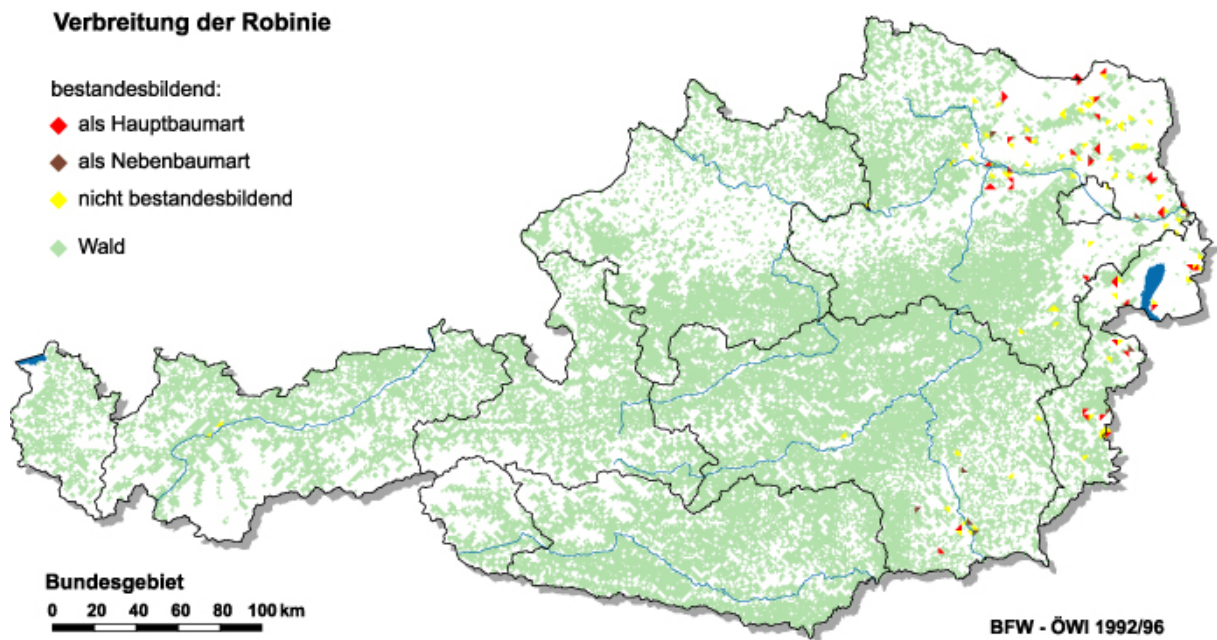 Verbreitung der Robinie
bestandesbildend:
als Hauptbaumart
als Nebenbaumart
nicht bestandesbildend
Wald
Bundesgebiet
0 20 40 60 80 100 km
BFW - ÖWI 1992/96